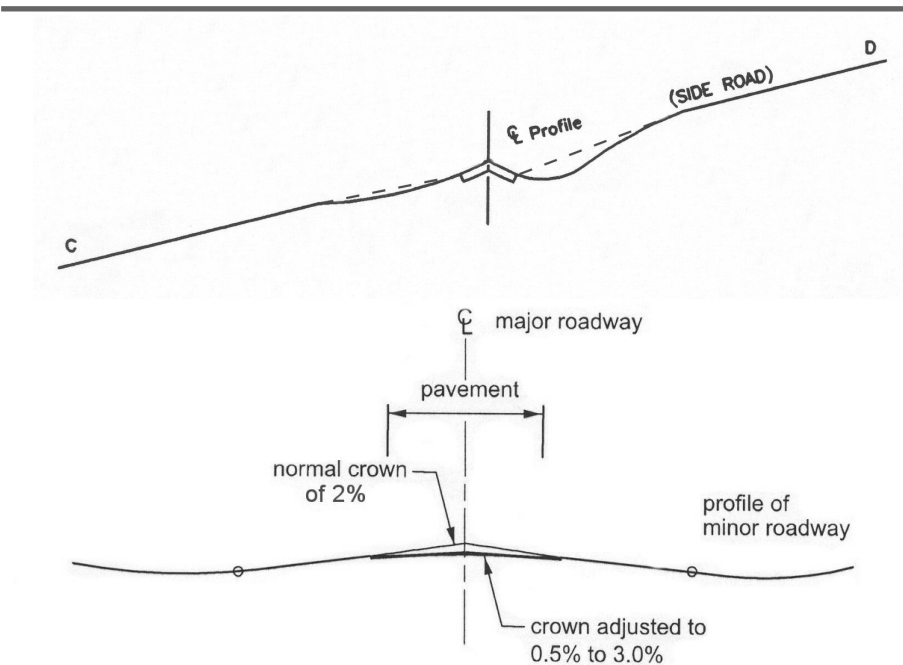 D
(SIDE ROAD)
℄ Profile
C
℄ major roadway
pavement
normal crown
of 2%
profile of
minor roadway
crown adjusted to
0.5% to 3.0%